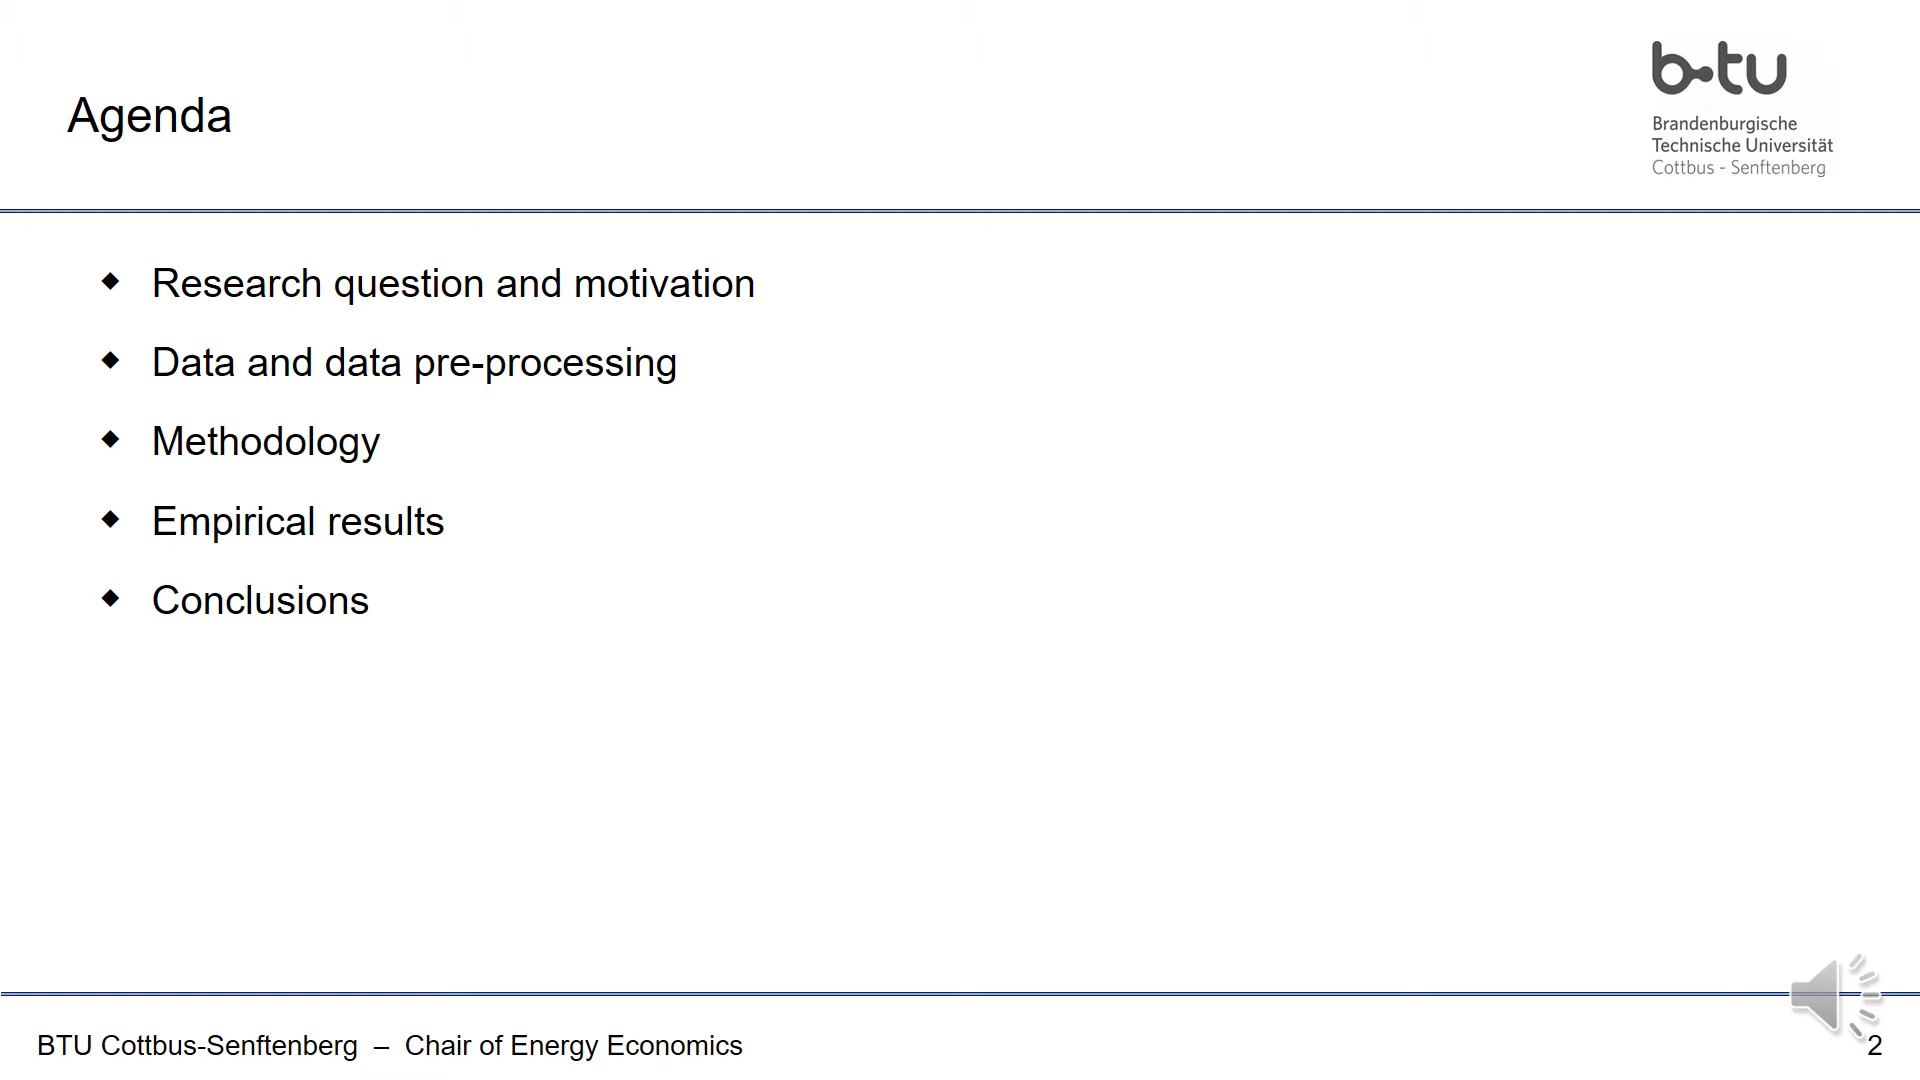 Agenda
b-tu
Brandenburgische
Technische Universität
Cottbus - Senftenberg
◆ Research question and motivation
◆ Data and data pre-processing
◆ Methodology
◆ Empirical results
◆ Conclusions
BTU Cottbus-Senftenberg – Chair of Energy Economics
2